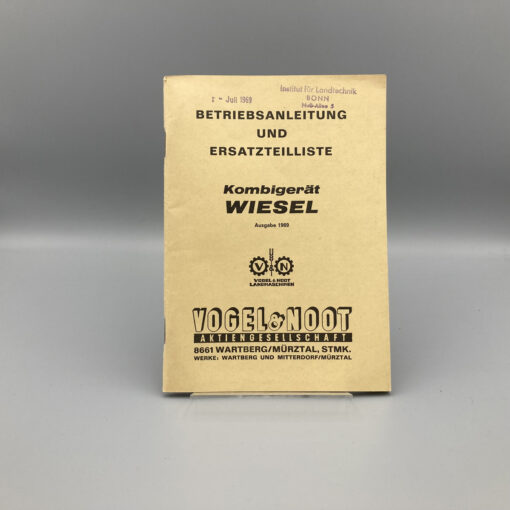 Juli 1969
Institut für Landtechnik
BONN
BETRIEBSANLEITUNG
UND
ERSATZTEILLISTE
Kombigerät
WIESEL
Ausgabe 1969
V N
VOGEL & NOOT
LANDMASCHINEN
VOGEL & NOOT
AKTIENGESELLSCHAFT
8661 WARTBERG/MÜRZTAL, STMK.
WERKE: WARTBERG UND MITTERDORF/MÜRZTAL